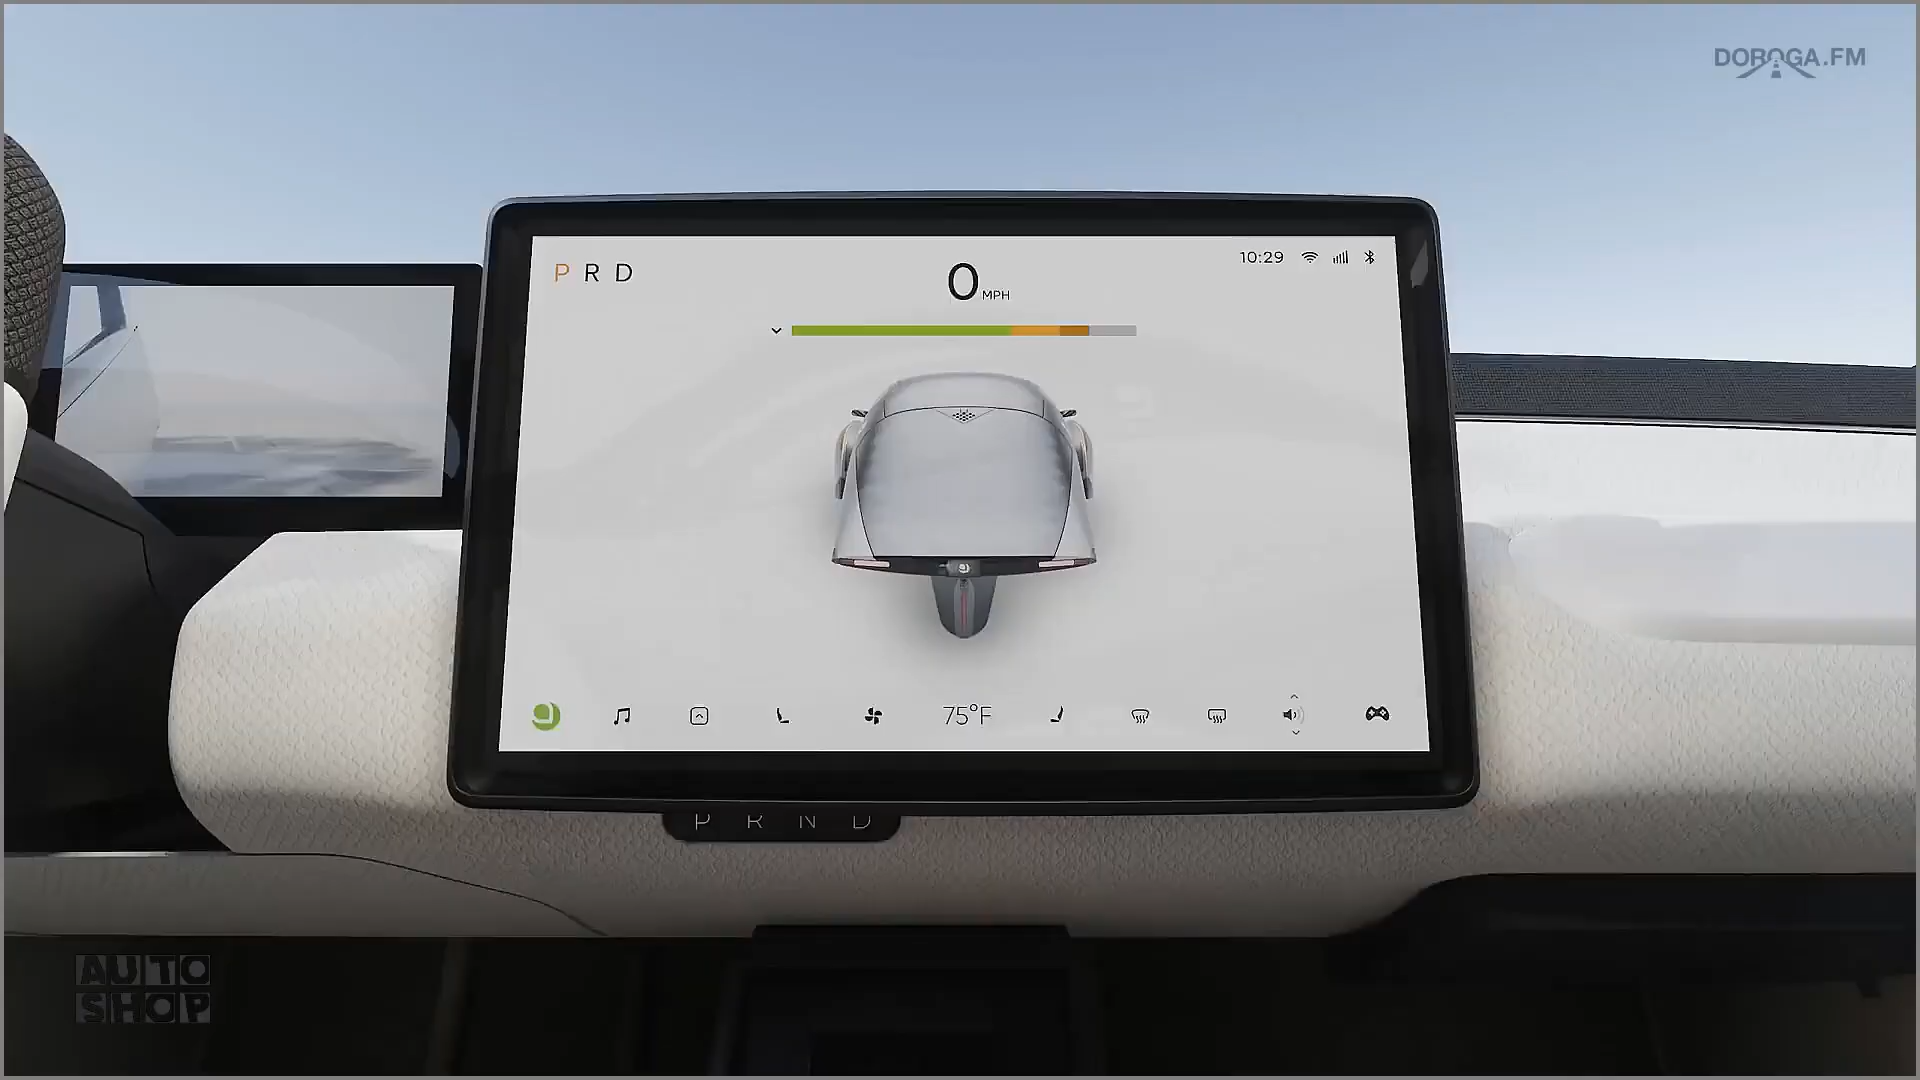 DOROGA.FM
10:29
P R D
0 MPH
75°F
P R N D
AUTO
SHOP